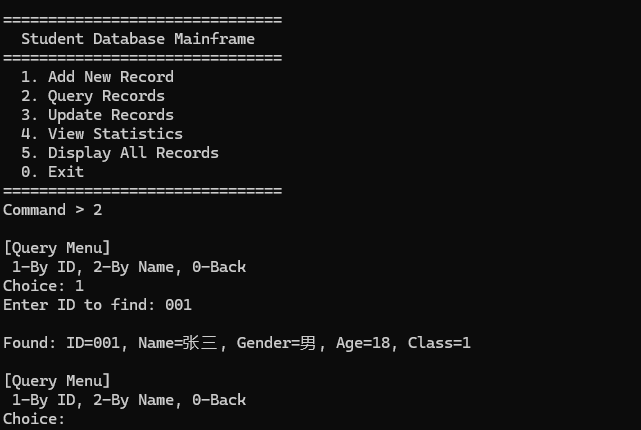 ===============================
  Student Database Mainframe
===============================
  1. Add New Record
  2. Query Records
  3. Update Records
  4. View Statistics
  5. Display All Records
  0. Exit
===============================
Command > 2
[Query Menu]
 1-By ID, 2-By Name, 0-Back
Choice: 1
Enter ID to find: 001
Found: ID=001, Name=张三, Gender=男, Age=18, Class=1
[Query Menu]
 1-By ID, 2-By Name, 0-Back
Choice: